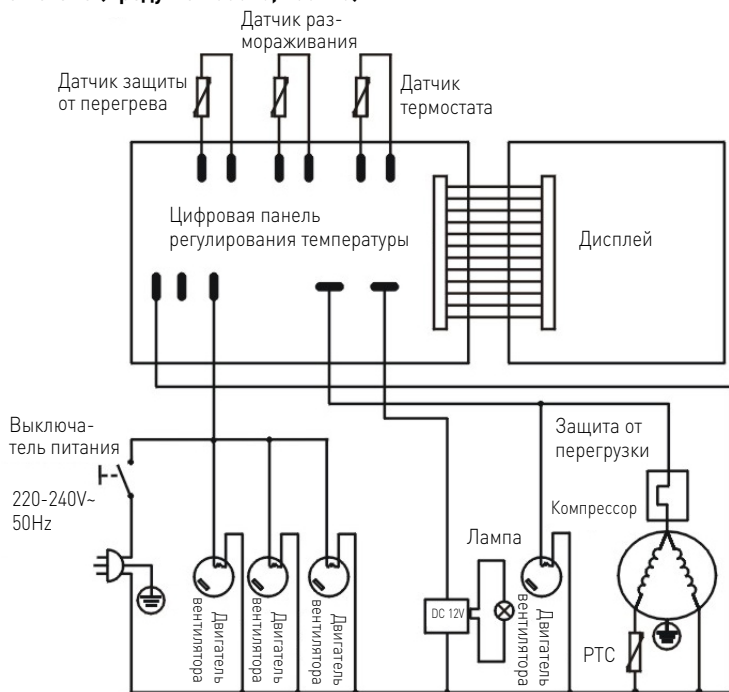 Датчик раз-
мораживания
Датчик защиты
от перегрева
Датчик
термостата
Цифровая панель
регулирования температуры
Дисплей
Выключа-
тель питания
220-240V~
50Hz
Защита от
перегрузки
Компрессор
Лампа
DC 12V
PTC
Двигатель
вентилятора
Двигатель
вентилятора
Двигатель
вентилятора
Двигатель
вентилятора